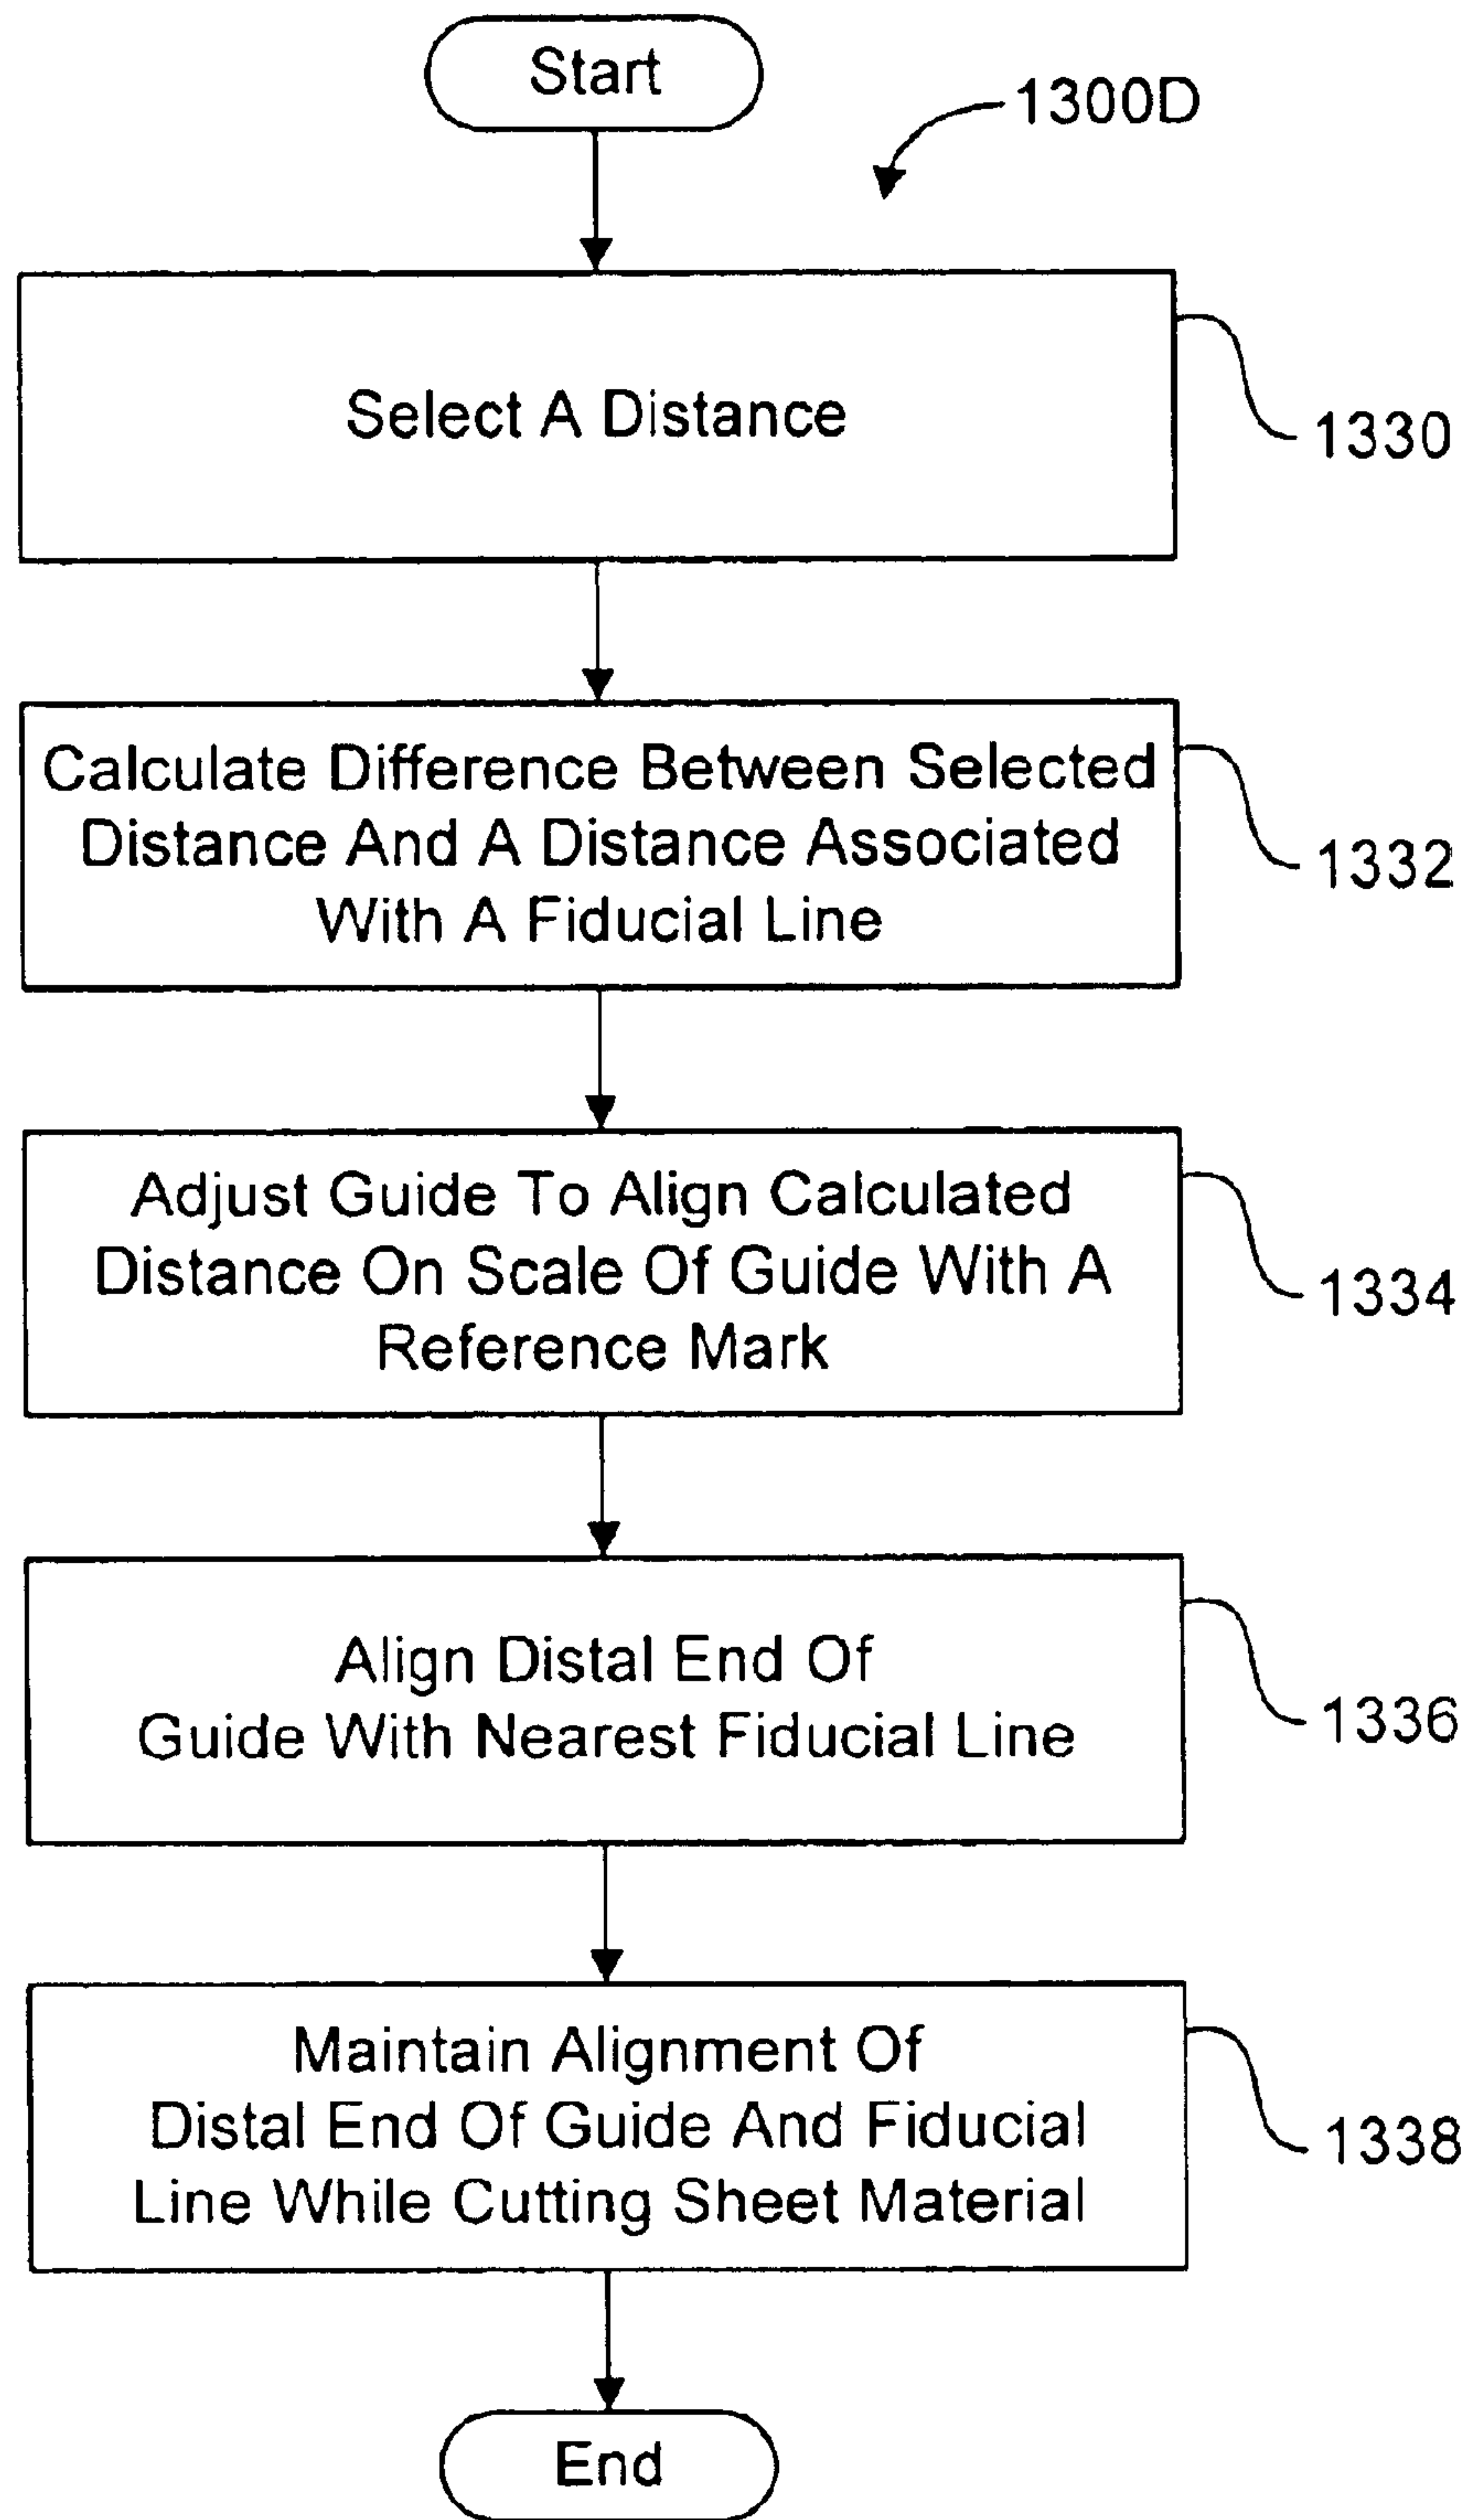 Start
1300D
Select A Distance
1330
Calculate Difference Between Selected
Distance And A Distance Associated
With A Fiducial Line
1332
Adjust Guide To Align Calculated
Distance On Scale Of Guide With A
Reference Mark
1334
Align Distal End Of
Guide With Nearest Fiducial Line
1336
Maintain Alignment Of
Distal End Of Guide And Fiducial
Line While Cutting Sheet Material
1338
End